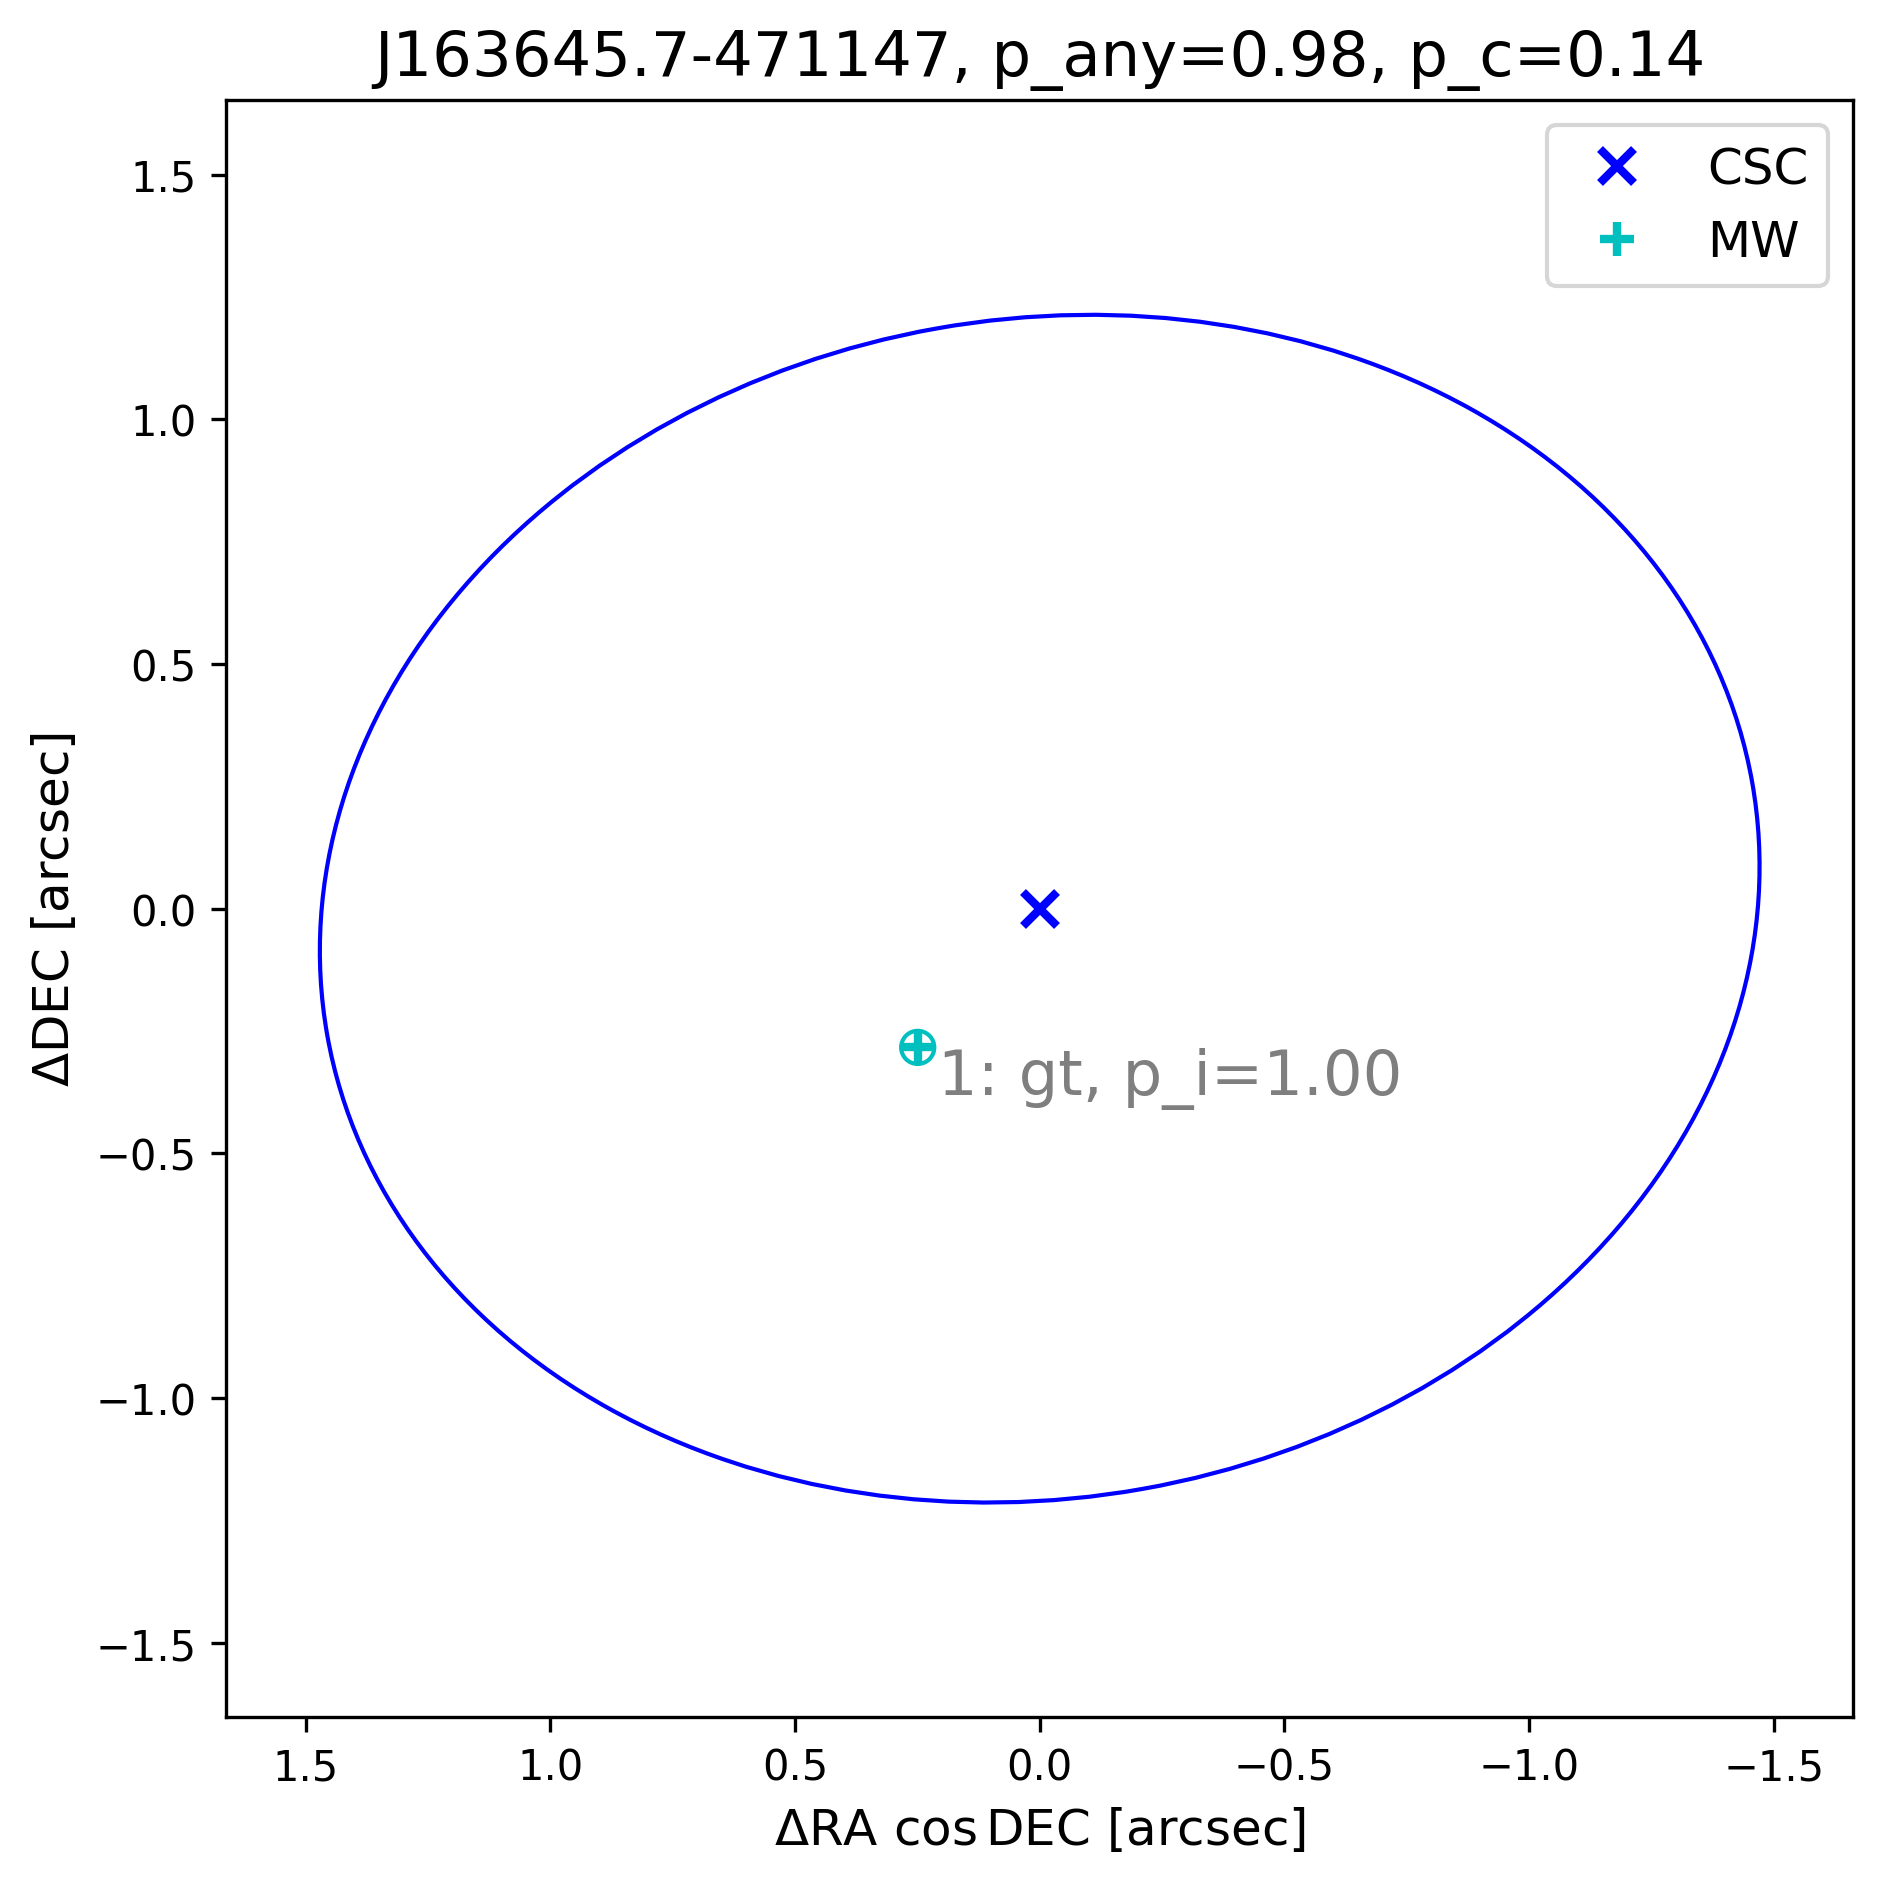 J163645.7-471147, p_any=0.98, p_c=0.14
CSC
MW
1.5
1.0
0.5
0.0
−0.5
−1.0
−1.5
ΔDEC [arcsec]
1: gt, p_i=1.00
1.5 1.0 0.5 0.0 −0.5 −1.0 −1.5
ΔRA cos DEC [arcsec]